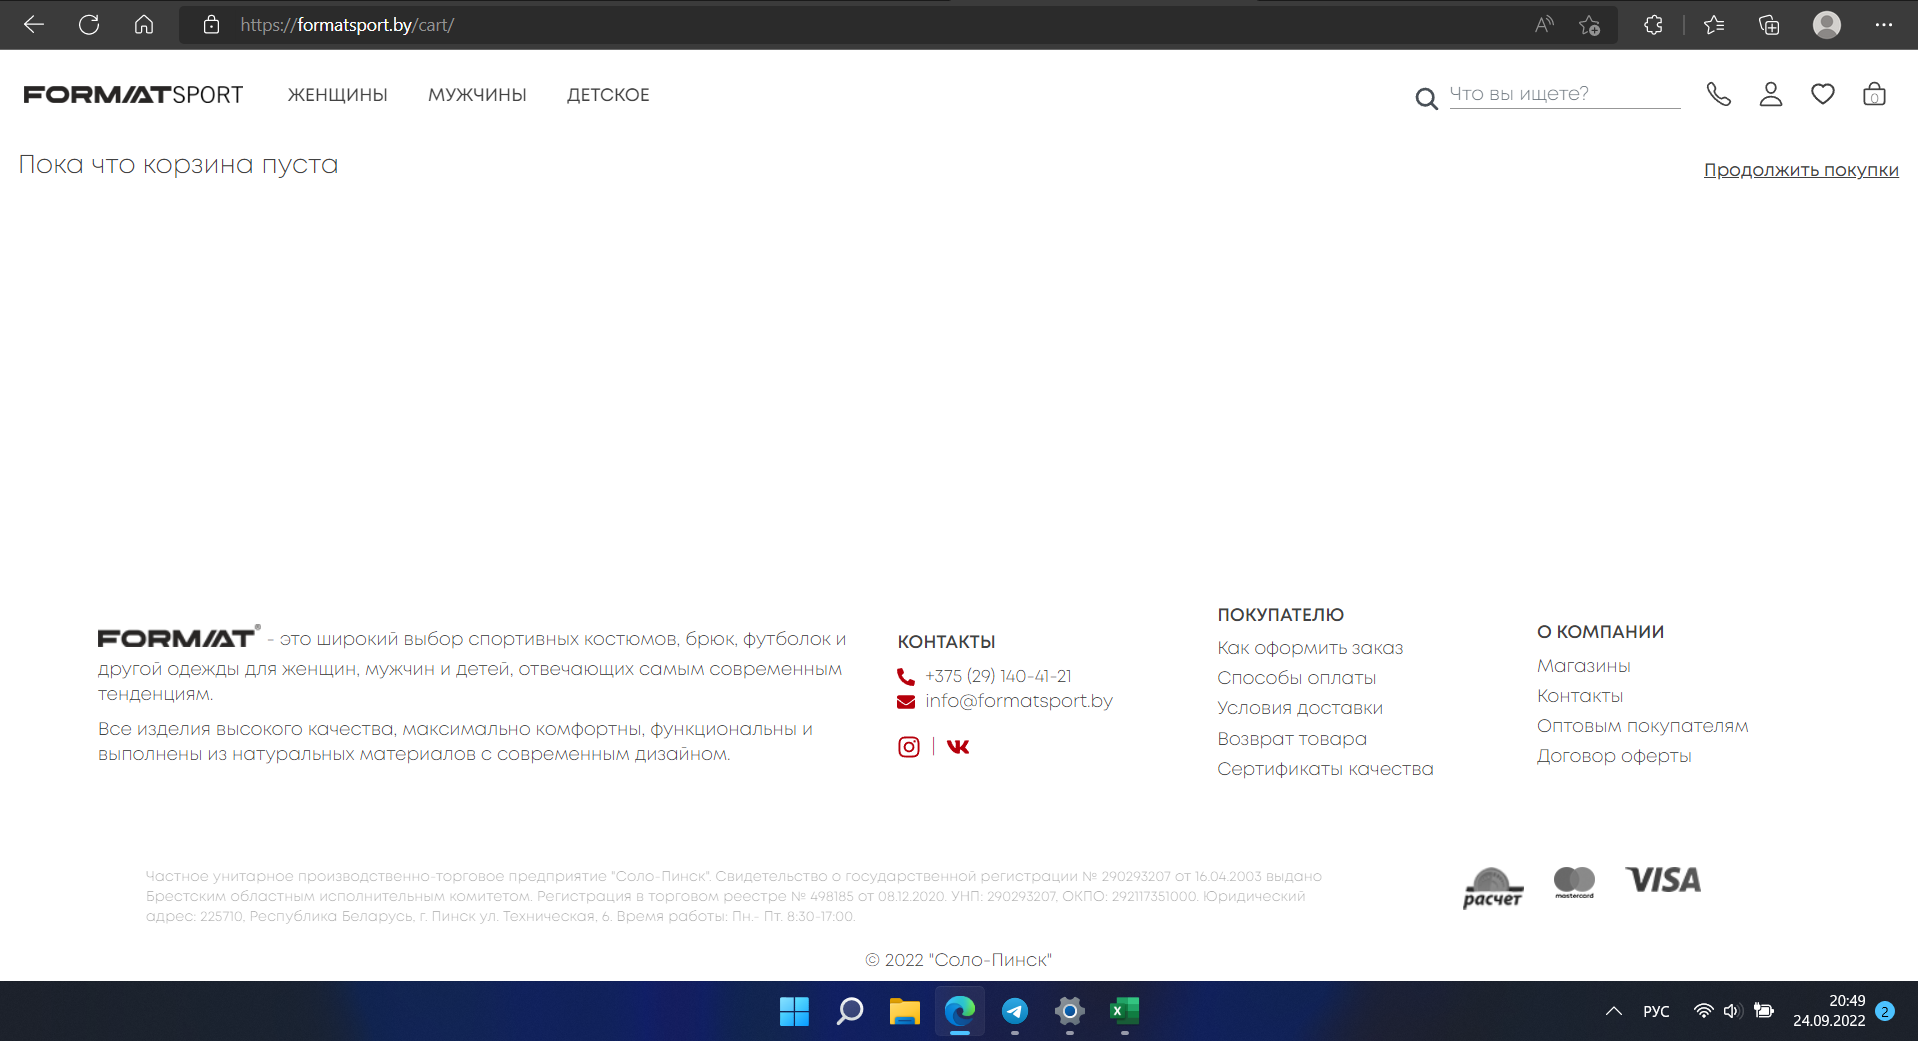 https://formatsport.by/cart/
FORMATSPORT
ЖЕНЩИНЫ
МУЖЧИНЫ
ДЕТСКОЕ
Что вы ищете?
0
Пока что корзина пуста
Продолжить покупки
FORMAT® - это широкий выбор спортивных костюмов, брюк, футболок и
другой одежды для женщин, мужчин и детей, отвечающих самым современным
тенденциям.
Все изделия высокого качества, максимально комфортны, функциональны и
выполнены из натуральных материалов с современным дизайном.
КОНТАКТЫ
+375 (29) 140-41-21
info@formatsport.by
ПОКУПАТЕЛЮ
Как оформить заказ
Способы оплаты
Условия доставки
Возврат товара
Сертификаты качества
О КОМПАНИИ
Магазины
Контакты
Оптовым покупателям
Договор оферты
Частное унитарное производственно-торговое предприятие "Соло-Пинск". Свидетельство о государственной регистрации № 290293207 от 16.04.2003 выдано
Брестским областным исполнительным комитетом. Регистрация в торговом реестре № 498185 от 08.12.2020. УНП: 290293207, ОКПО: 292117351000. Юридический
адрес: 225710, Республика Беларусь, г. Пинск ул. Техническая, 6. Время работы: Пн.- Пт. 8:30-17:00.
расчет
mastercard
VISA
© 2022 "Соло-Пинск"
РУС
20:49
24.09.2022
2